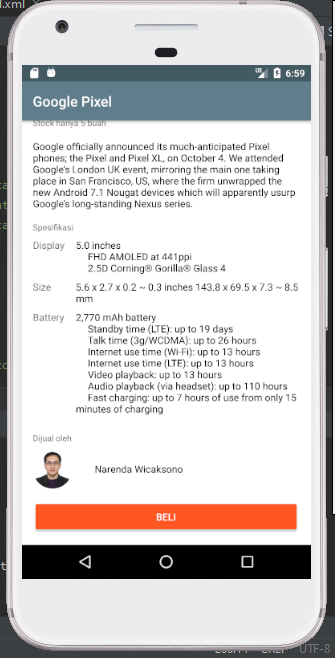 .xml
LTE 6:59
Google Pixel
Stock hanya 5 buah
Google officially announced its much-anticipated Pixel
phones; the Pixel and Pixel XL, on October 4. We attended
Google's London UK event, mirroring the main one taking
place in San Francisco, US, where the firm unwrapped the
new Android 7.1 Nougat devices which will apparently usurp
Google's long-standing Nexus series.
Spesifikasi
Display 5.0 inches
FHD AMOLED at 441ppi
2.5D Corning® Gorilla® Glass 4
Size 5.6 x 2.7 x 0.2 ~ 0.3 inches 143.8 x 69.5 x 7.3 ~ 8.5
mm
Battery 2,770 mAh battery
Standby time (LTE): up to 19 days
Talk time (3g/WCDMA): up to 26 hours
Internet use time (Wi-Fi): up to 13 hours
Internet use time (LTE): up to 13 hours
Video playback: up to 13 hours
Audio playback (via headset): up to 110 hours
Fast charging: up to 7 hours of use from only 15
minutes of charging
Dijual oleh
Narenda Wicaksono
BELI
UTF-8